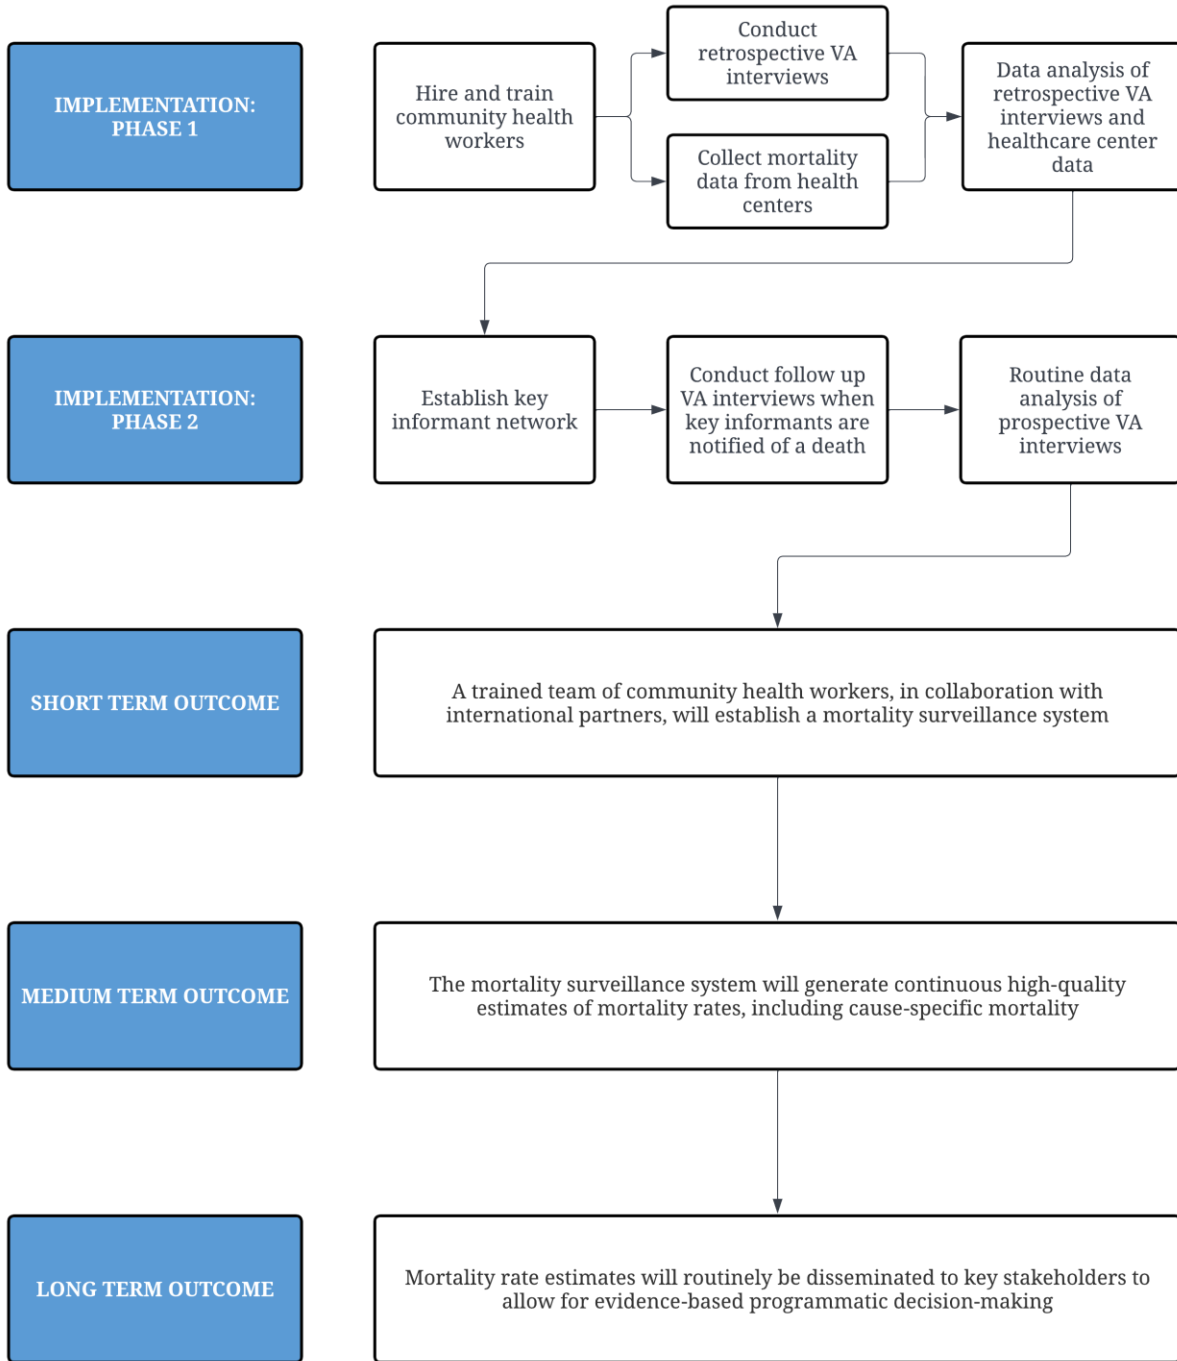 IMPLEMENTATION:
PHASE 1
Hire and train
community health
workers
Conduct
retrospective VA
interviews
Collect mortality
data from health
centers
Data analysis of
retrospective VA
interviews and
healthcare center
data
IMPLEMENTATION:
PHASE 2
Establish key
informant network
Conduct follow up
VA interviews when
key informants are
notified of a death
Routine data
analysis of
prospective VA
interviews
SHORT TERM OUTCOME
A trained team of community health workers, in collaboration with
international partners, will establish a mortality surveillance system
MEDIUM TERM OUTCOME
The mortality surveillance system will generate continuous high-quality
estimates of mortality rates, including cause-specific mortality
LONG TERM OUTCOME
Mortality rate estimates will routinely be disseminated to key stakeholders to
allow for evidence-based programmatic decision-making